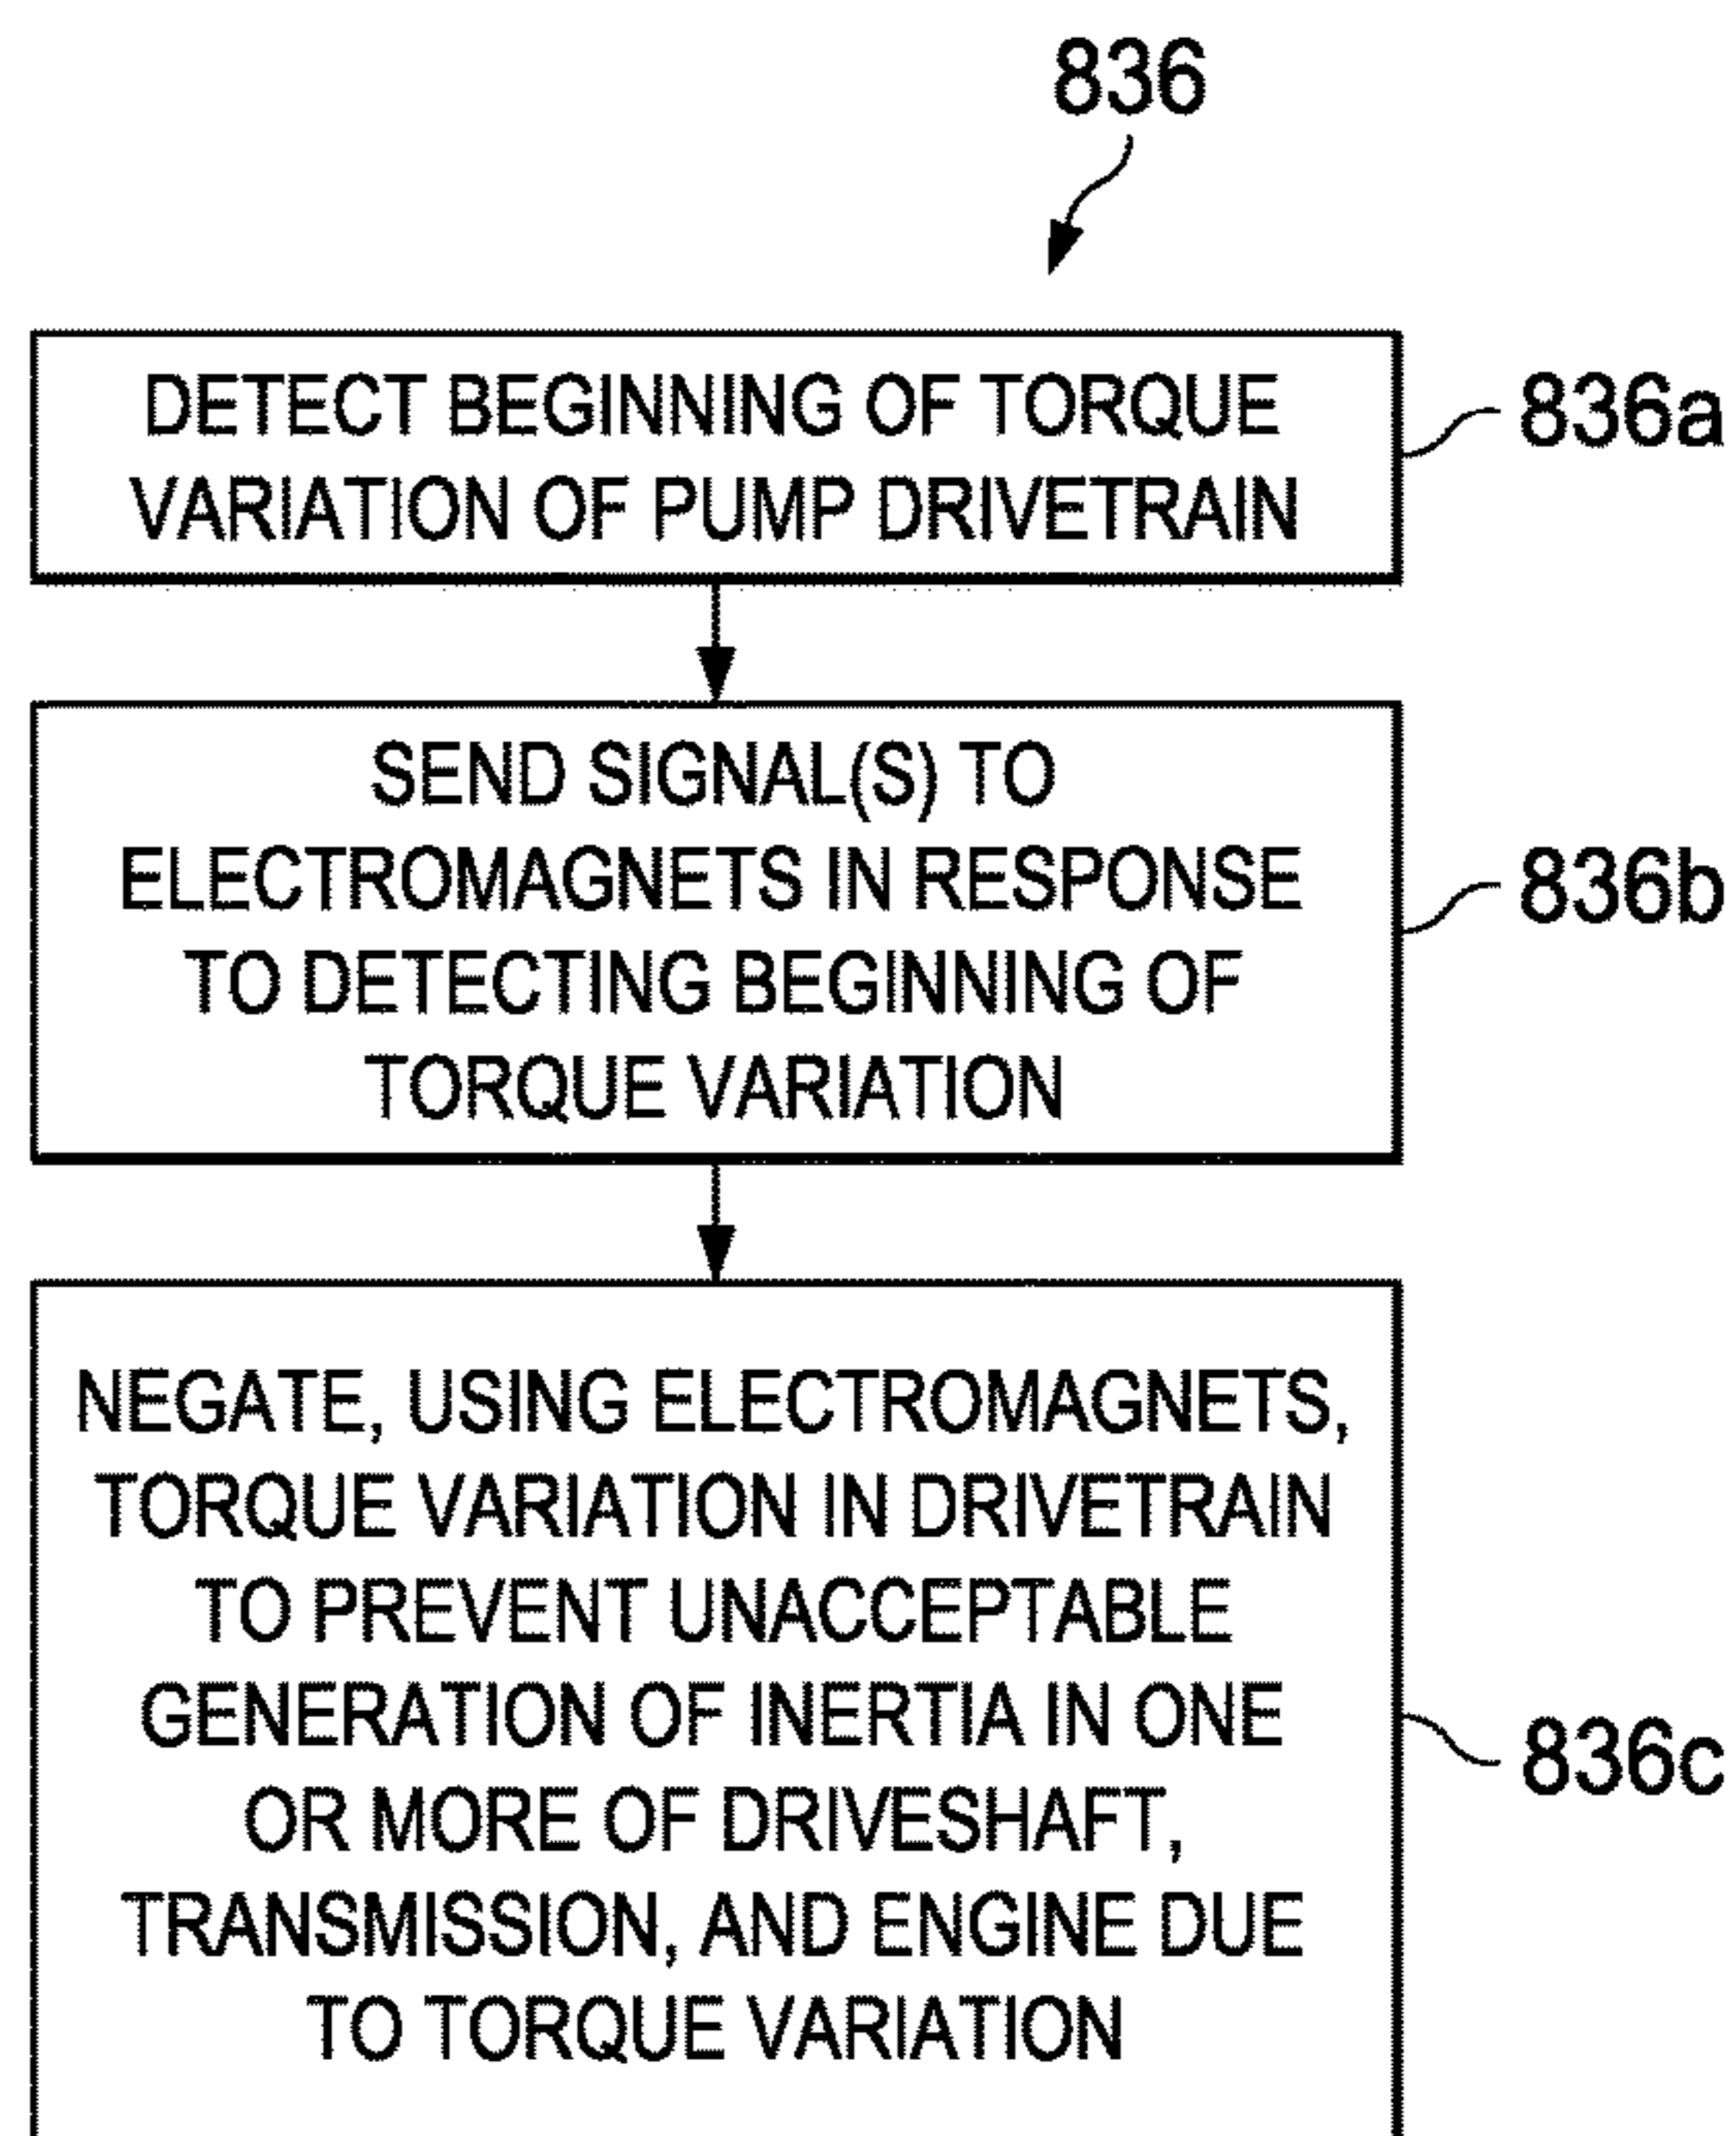 836
DETECT BEGINNING OF TORQUE
VARIATION OF PUMP DRIVETRAIN
836a
SEND SIGNAL(S) TO
ELECTROMAGNETS IN RESPONSE
TO DETECTING BEGINNING OF
TORQUE VARIATION
836b
NEGATE, USING ELECTROMAGNETS,
TORQUE VARIATION IN DRIVETRAIN
TO PREVENT UNACCEPTABLE
GENERATION OF INERTIA IN ONE
OR MORE OF DRIVESHAFT,
TRANSMISSION, AND ENGINE DUE
TO TORQUE VARIATION
836c